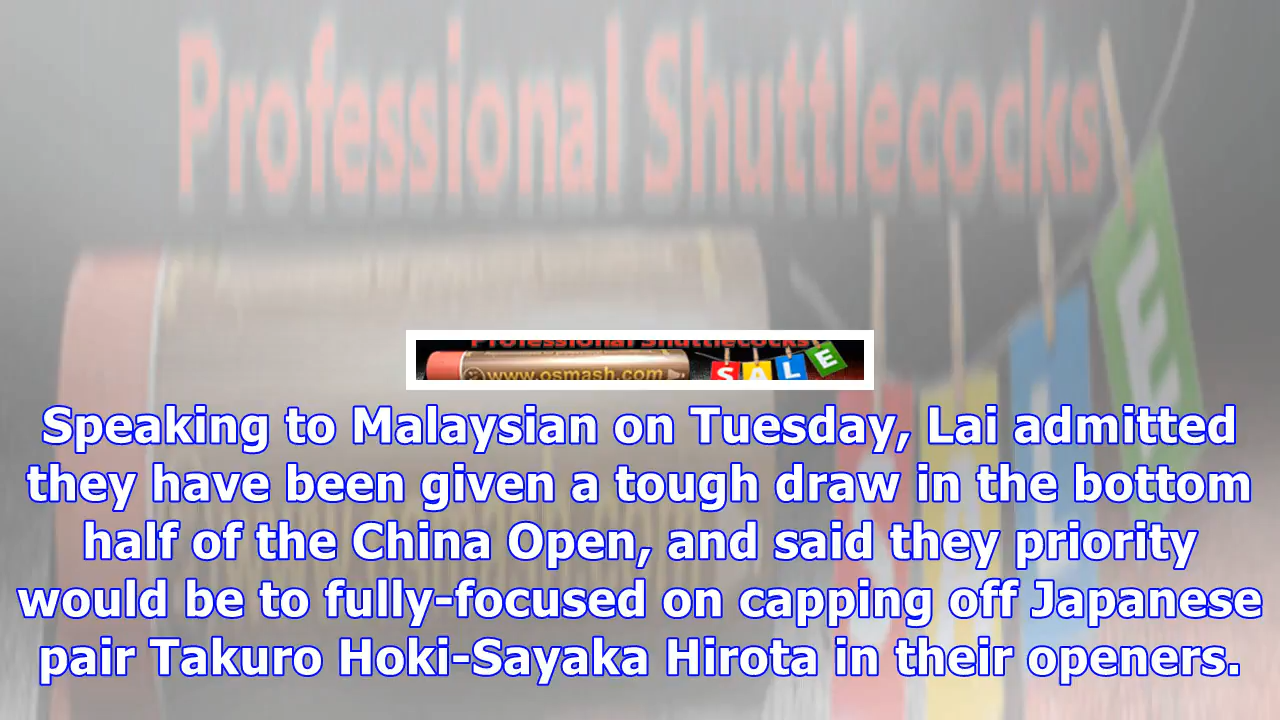 Professional Shuttlecocks
E
Professional Shuttlecocks
www.osmash.com
SALE
Speaking to Malaysian on Tuesday, Lai admitted
they have been given a tough draw in the bottom
half of the China Open, and said they priority
would be to fully-focused on capping off Japanese
pair Takuro Hoki-Sayaka Hirota in their openers.